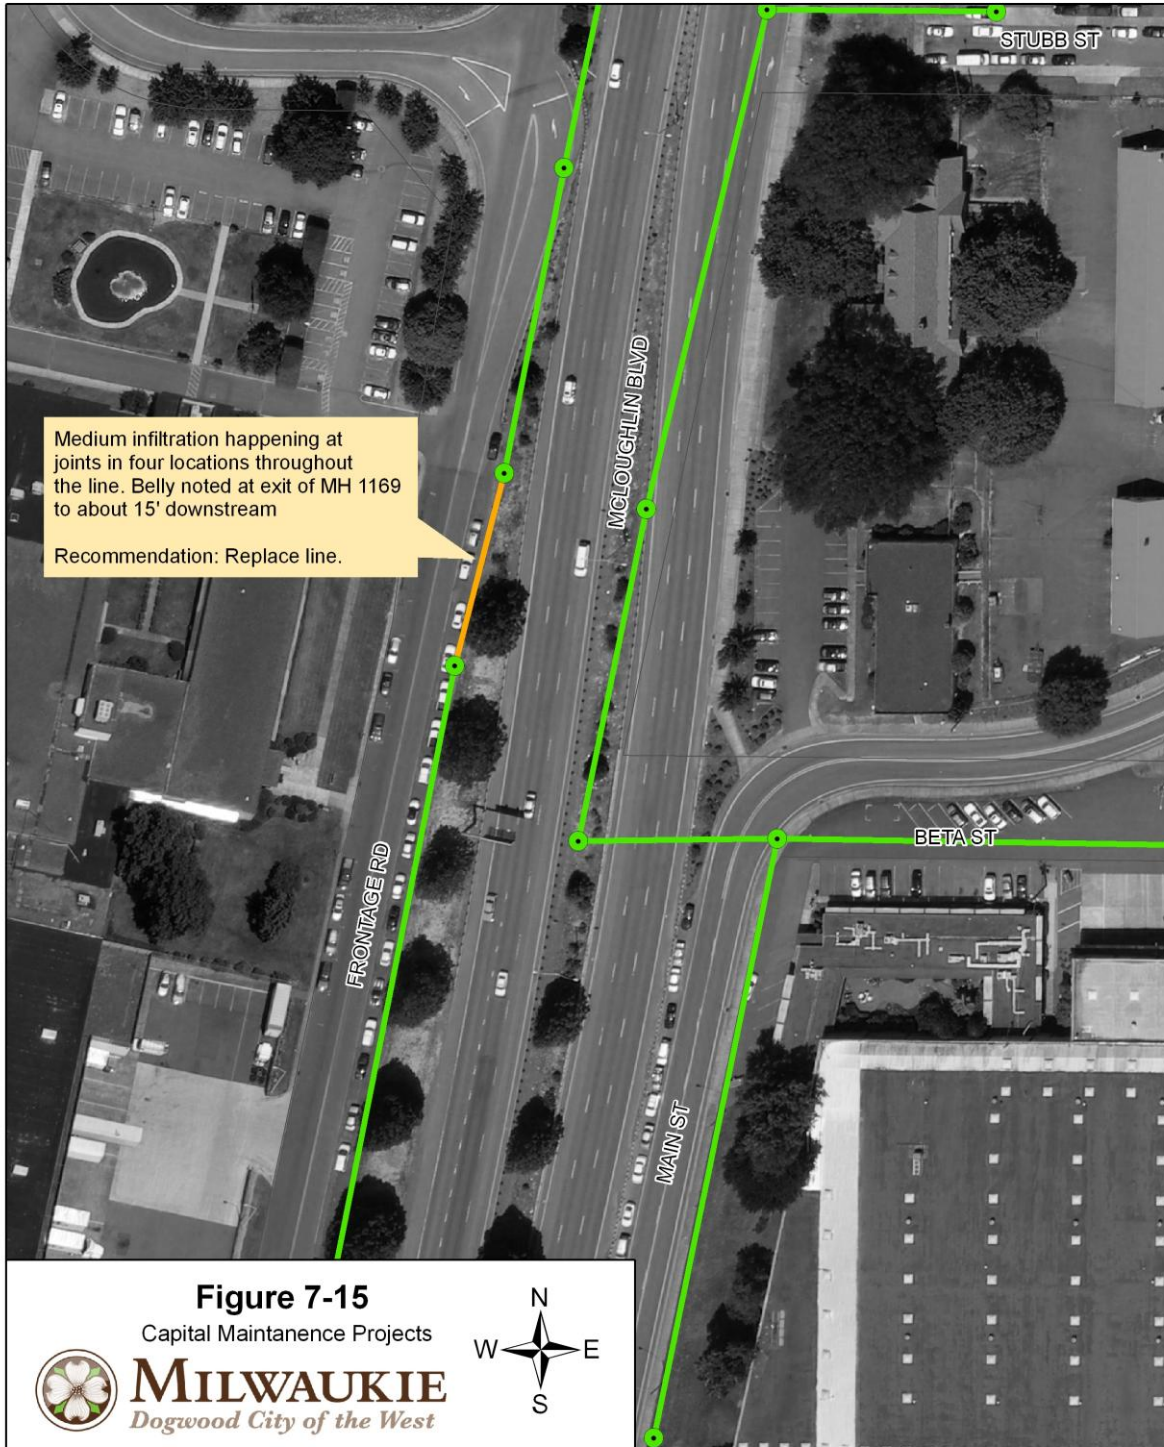 STUBB ST
MCLOUGHLIN BLVD
Medium infiltration happening at
joints in four locations throughout
the line. Belly noted at exit of MH 1169
to about 15' downstream
Recommendation: Replace line.
BETA ST
FRONTAGE RD
MAIN ST
Figure 7-15
Capital Maintanence Projects
MILWAUKIE
Dogwood City of the West
N
W
E
S